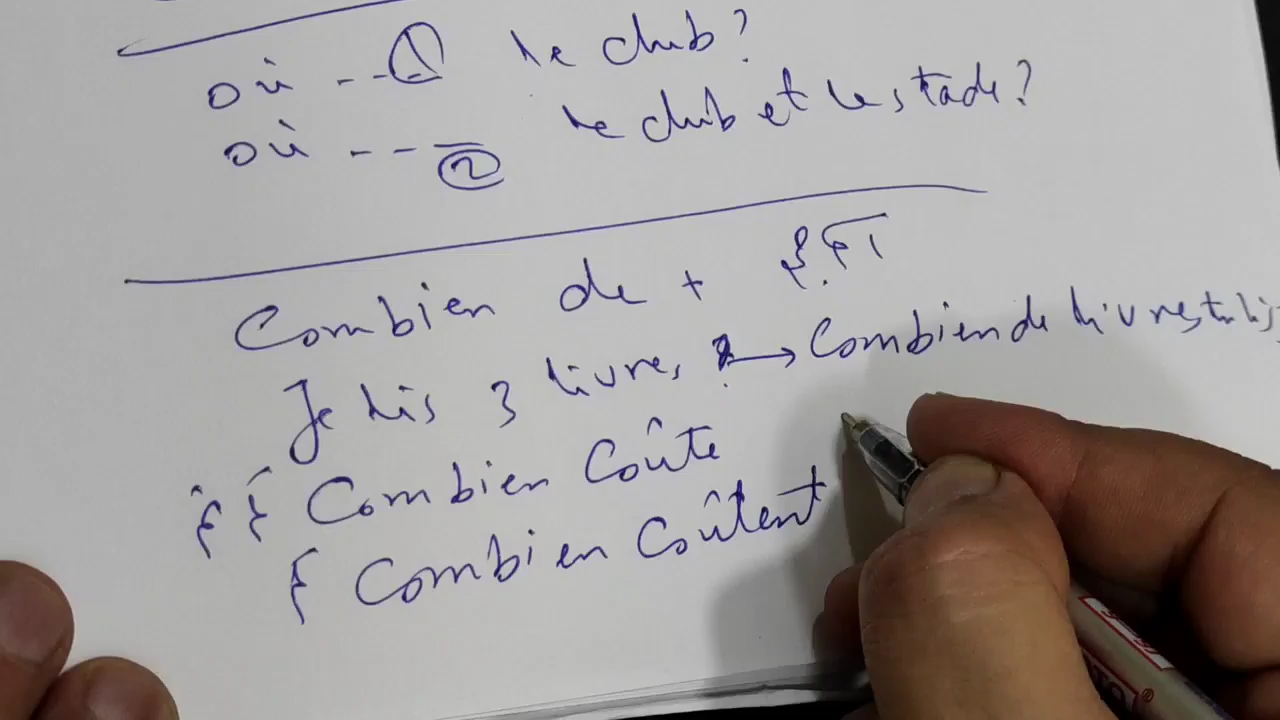 où --- 1 le club?
où --- 2 le club et le stade?
Combien de +
Je lis 3 livres, → Combien de livres tu lis
Combien Coûte
Combien Coûtent